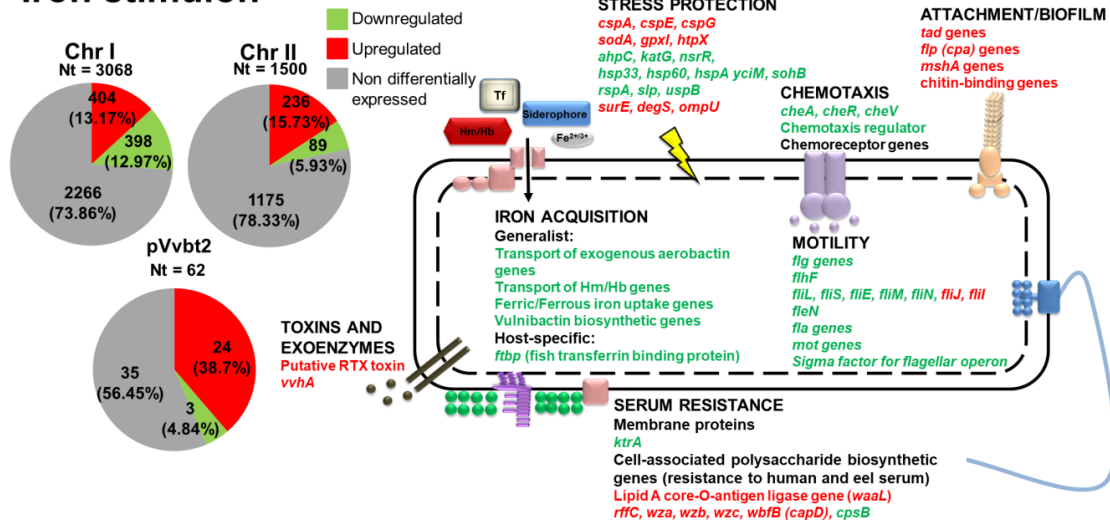 Iron stimulon
Downregulated
Upregulated
Non differentially
expressed
Chr I
Nt = 3068
404
(13.17%)
398
(12.97%)
2266
(73.86%)
Chr II
Nt = 1500
236
(15.73%)
89
(5.93%)
1175
(78.33%)
pVvbt2
Nt = 62
24
(38.7%)
35
(56.45%)
3
(4.84%)
Tf
Siderophore
Hm/Hb
Fe2+/3+
STRESS PROTECTION
cspA, cspE, cspG
sodA, gpxI, htpX
ahpC, katG, nsrR,
hsp33, hsp60, hspA yciM, sohB
rspA, slp, uspB
surE, degS, ompU
CHEMOTAXIS
cheA, cheR, cheV
Chemotaxis regulator
Chemoreceptor genes
ATTACHMENT/BIOFILM
tad genes
flp (cpa) genes
mshA genes
chitin-binding genes
IRON ACQUISITION
Generalist:
Transport of exogenous aerobactin
genes
Transport of Hm/Hb genes
Ferric/Ferrous iron uptake genes
Vulnibactin biosynthetic genes
Host-specific:
ftbp (fish transferrin binding protein)
MOTILITY
flg genes
flhF
fliL, fliS, fliE, fliM, fliN, fliJ, fliI
fleN
fla genes
mot genes
Sigma factor for flagellar operon
TOXINS AND
EXOENZYMES
Putative RTX toxin
vvhA
SERUM RESISTANCE
Membrane proteins
ktrA
Cell-associated polysaccharide biosynthetic
genes (resistance to human and eel serum)
Lipid A core-O-antigen ligase gene (waaL)
rffC, wza, wzb, wzc, wbfB (capD), cpsB